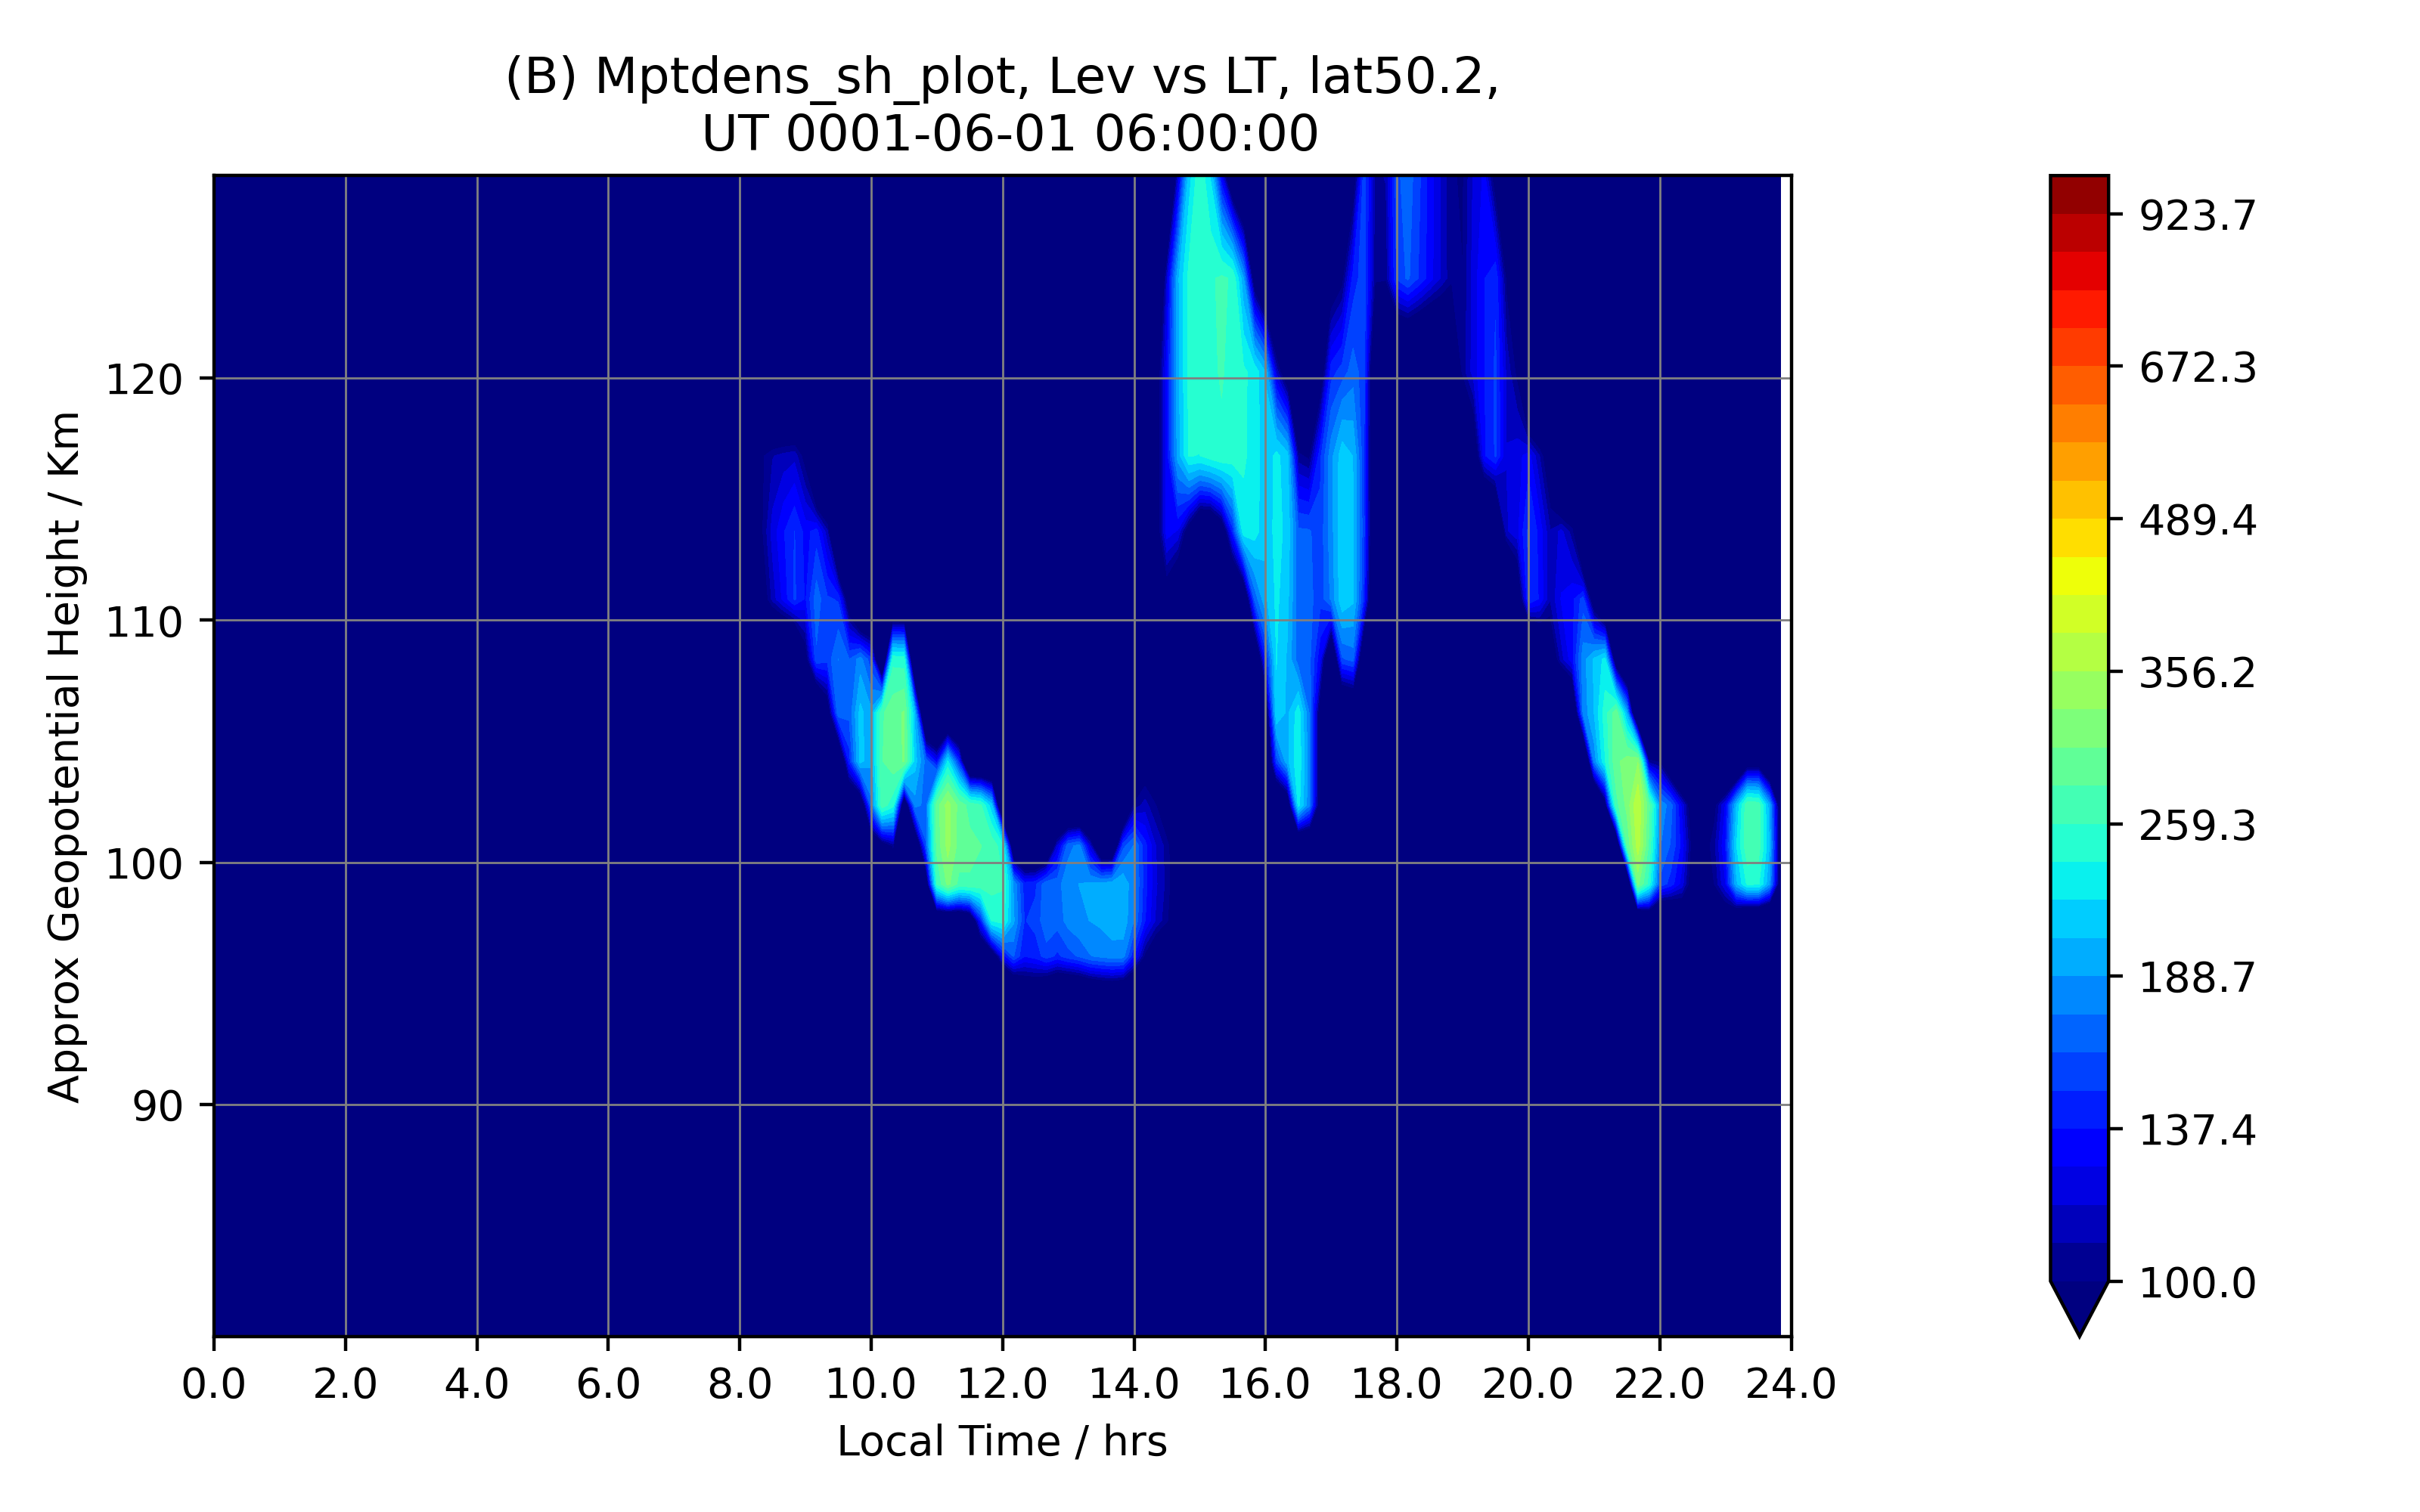 (B) Mptdens_sh_plot, Lev vs LT, lat50.2,
UT 0001-06-01 06:00:00
Approx Geopotential Height / Km
120
110
100
90
0.0 2.0 4.0 6.0 8.0 10.0 12.0 14.0 16.0 18.0 20.0 22.0 24.0
Local Time / hrs
923.7
672.3
489.4
356.2
259.3
188.7
137.4
100.0